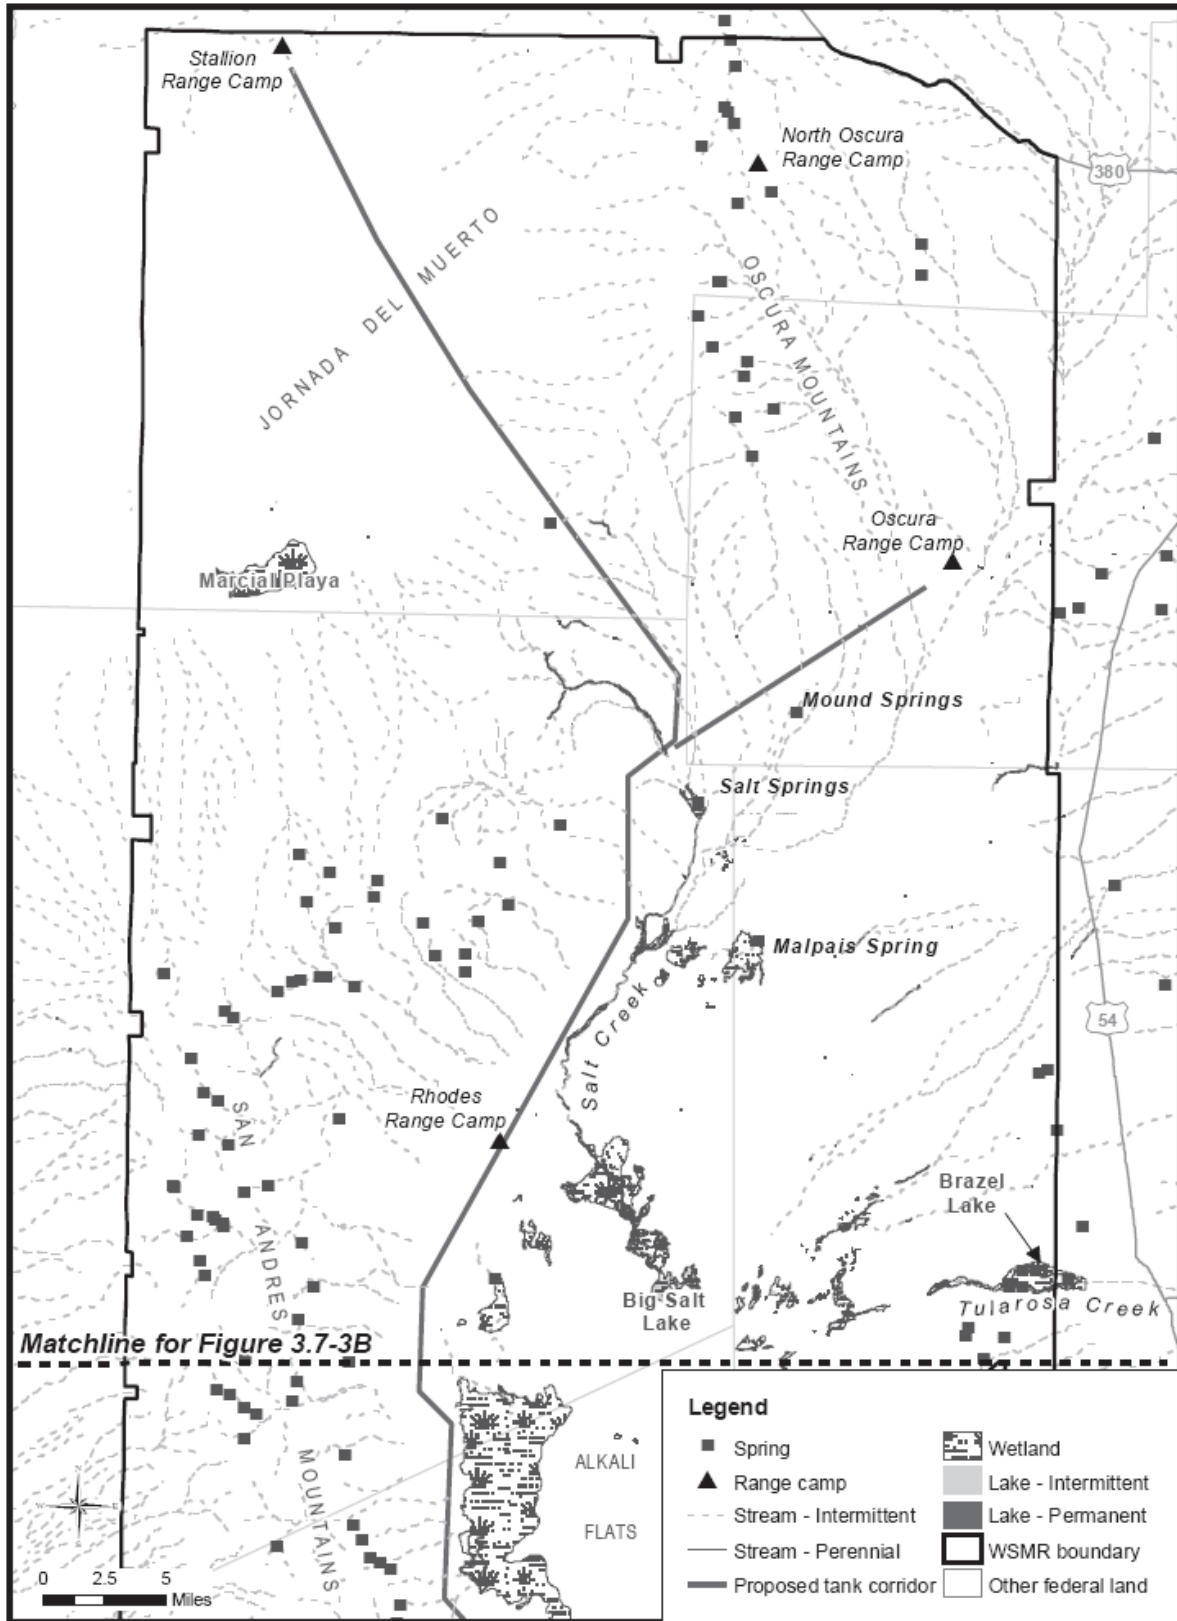 Stallion
Range Camp
North Oscura
Range Camp
380
JORNADA DEL MUERTO
OSCURA MOUNTAINS
Oscura
Range Camp
Marcial Playa
Mound Springs
Salt Springs
Malpais Spring
Salt Creek
54
Rhodes
Range Camp
SAN ANDRES MOUNTAINS
Brazel
Lake
Big Salt
Lake
Tularosa Creek
Matchline for Figure 3.7-3B
ALKALI
FLATS
N
W E
S
0 2.5 5
Miles
Legend
Spring
Range camp
Stream - Intermittent
Stream - Perennial
Proposed tank corridor
Wetland
Lake - Intermittent
Lake - Permanent
WSMR boundary
Other federal land